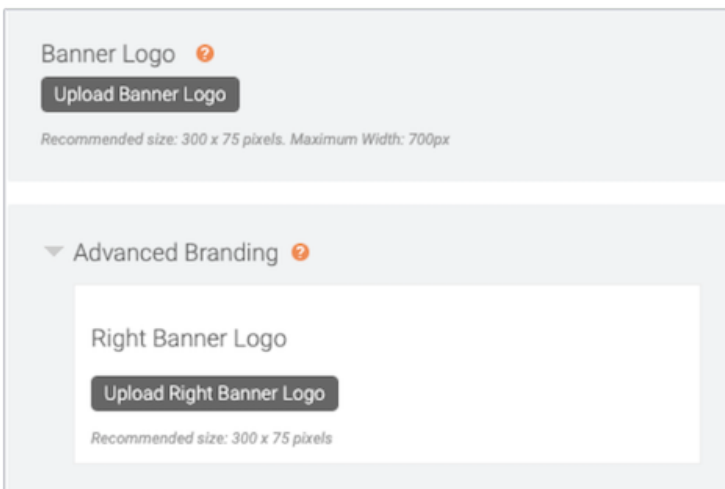 Banner Logo ?
Upload Banner Logo
Recommended size: 300 x 75 pixels. Maximum Width: 700px
Advanced Branding ?
Right Banner Logo
Upload Right Banner Logo
Recommended size: 300 x 75 pixels